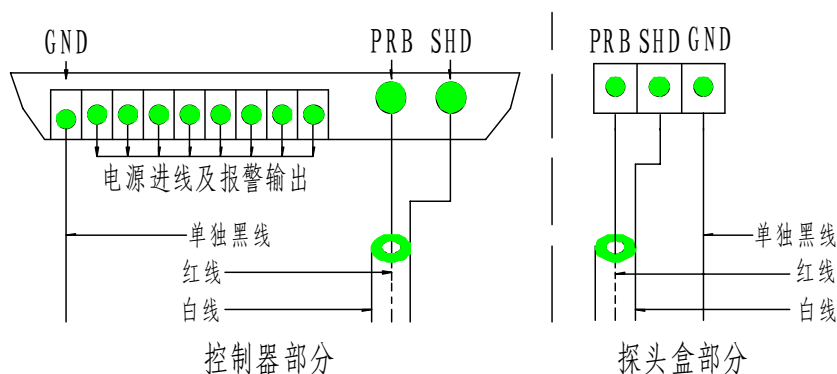 GND PRB SHD
PRB SHD GND
电源进线及报警输出
单独黑线
单独黑线
红线
红线
白线
白线
控制器部分
探头盒部分